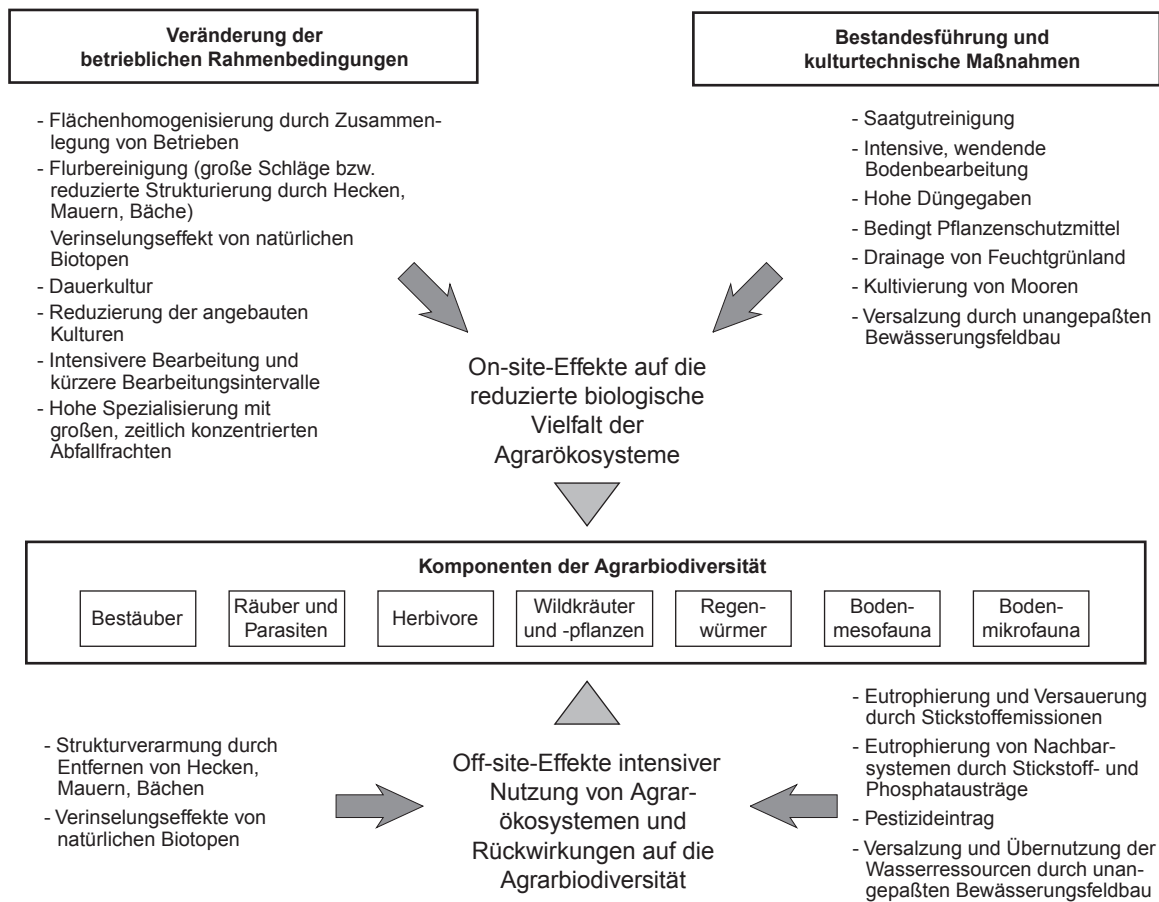 Veränderung der
betrieblichen Rahmenbedingungen
- Flächenhomogenisierung durch Zusammen-
legung von Betrieben
- Flurbereinigung (große Schläge bzw.
reduzierte Strukturierung durch Hecken,
Mauern, Bäche)
Verinselungseffekt von natürlichen
Biotopen
- Dauerkultur
- Reduzierung der angebauten
Kulturen
- Intensivere Bearbeitung und
kürzere Bearbeitungsintervalle
- Hohe Spezialisierung mit
großen, zeitlich konzentrierten
Abfallfrachten
Bestandesführung und
kulturtechnische Maßnahmen
- Saatgutreinigung
- Intensive, wendende
Bodenbearbeitung
- Hohe Düngegaben
- Bedingt Pflanzenschutzmittel
- Drainage von Feuchtgrünland
- Kultivierung von Mooren
- Versalzung durch unangepaßten
Bewässerungsfeldbau
On-site-Effekte auf die
reduzierte biologische
Vielfalt der
Agrarökosysteme
Komponenten der Agrarbiodiversität
Bestäuber
Räuber und
Parasiten
Herbivore
Wildkräuter
und -pflanzen
Regen-
würmer
Boden-
mesofauna
Boden-
mikrofauna
- Strukturverarmung durch
Entfernen von Hecken,
Mauern, Bächen
- Verinselungseffekte von
natürlichen Biotopen
Off-site-Effekte intensiver
Nutzung von Agrar-
ökosystemen und
Rückwirkungen auf die
Agrarbiodiversität
- Eutrophierung und Versauerung
durch Stickstoffemissionen
- Eutrophierung von Nachbar-
systemen durch Stickstoff- und
Phosphatausträge
- Pestizideintrag
- Versalzung und Übernutzung der
Wasserressourcen durch unan-
gepaßten Bewässerungsfeldbau